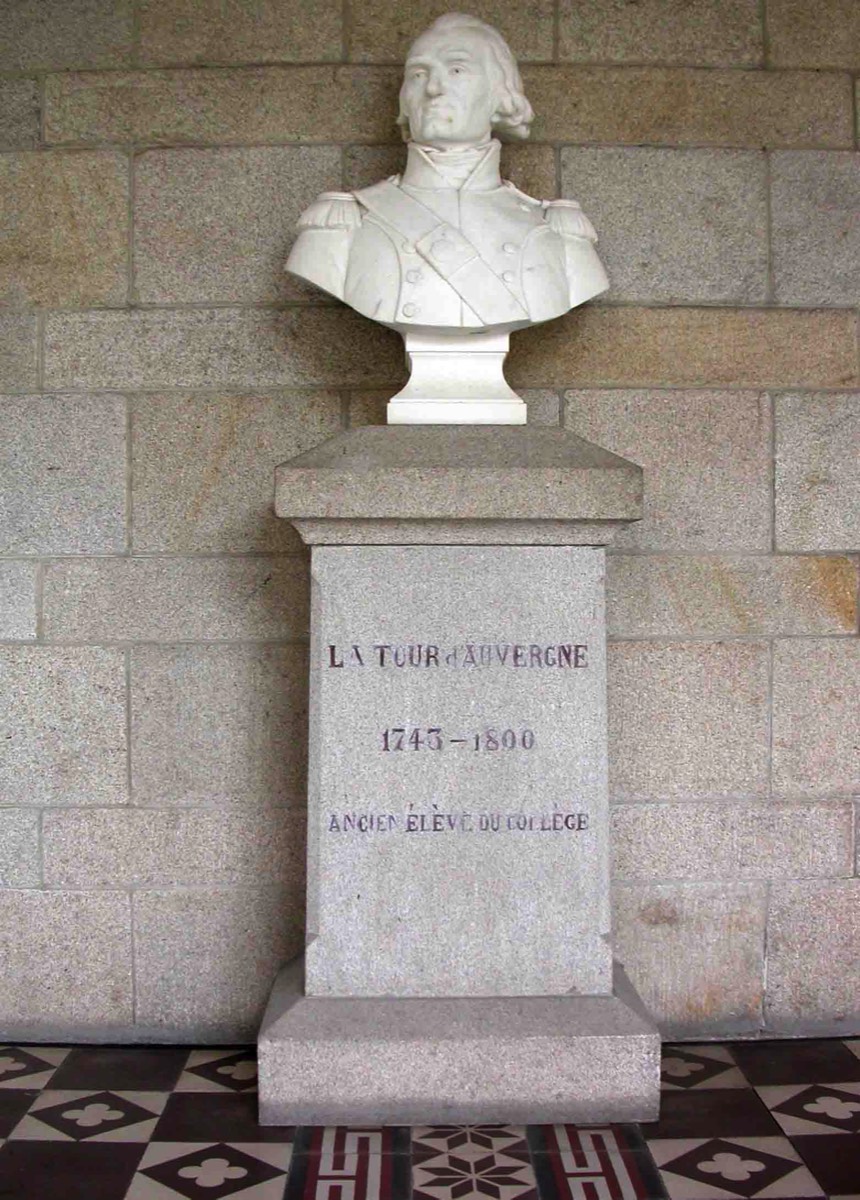 LA TOUR d'AUVERGNE
1743-1800
ANCIEN ÉLÈVE DU COLLÈGE